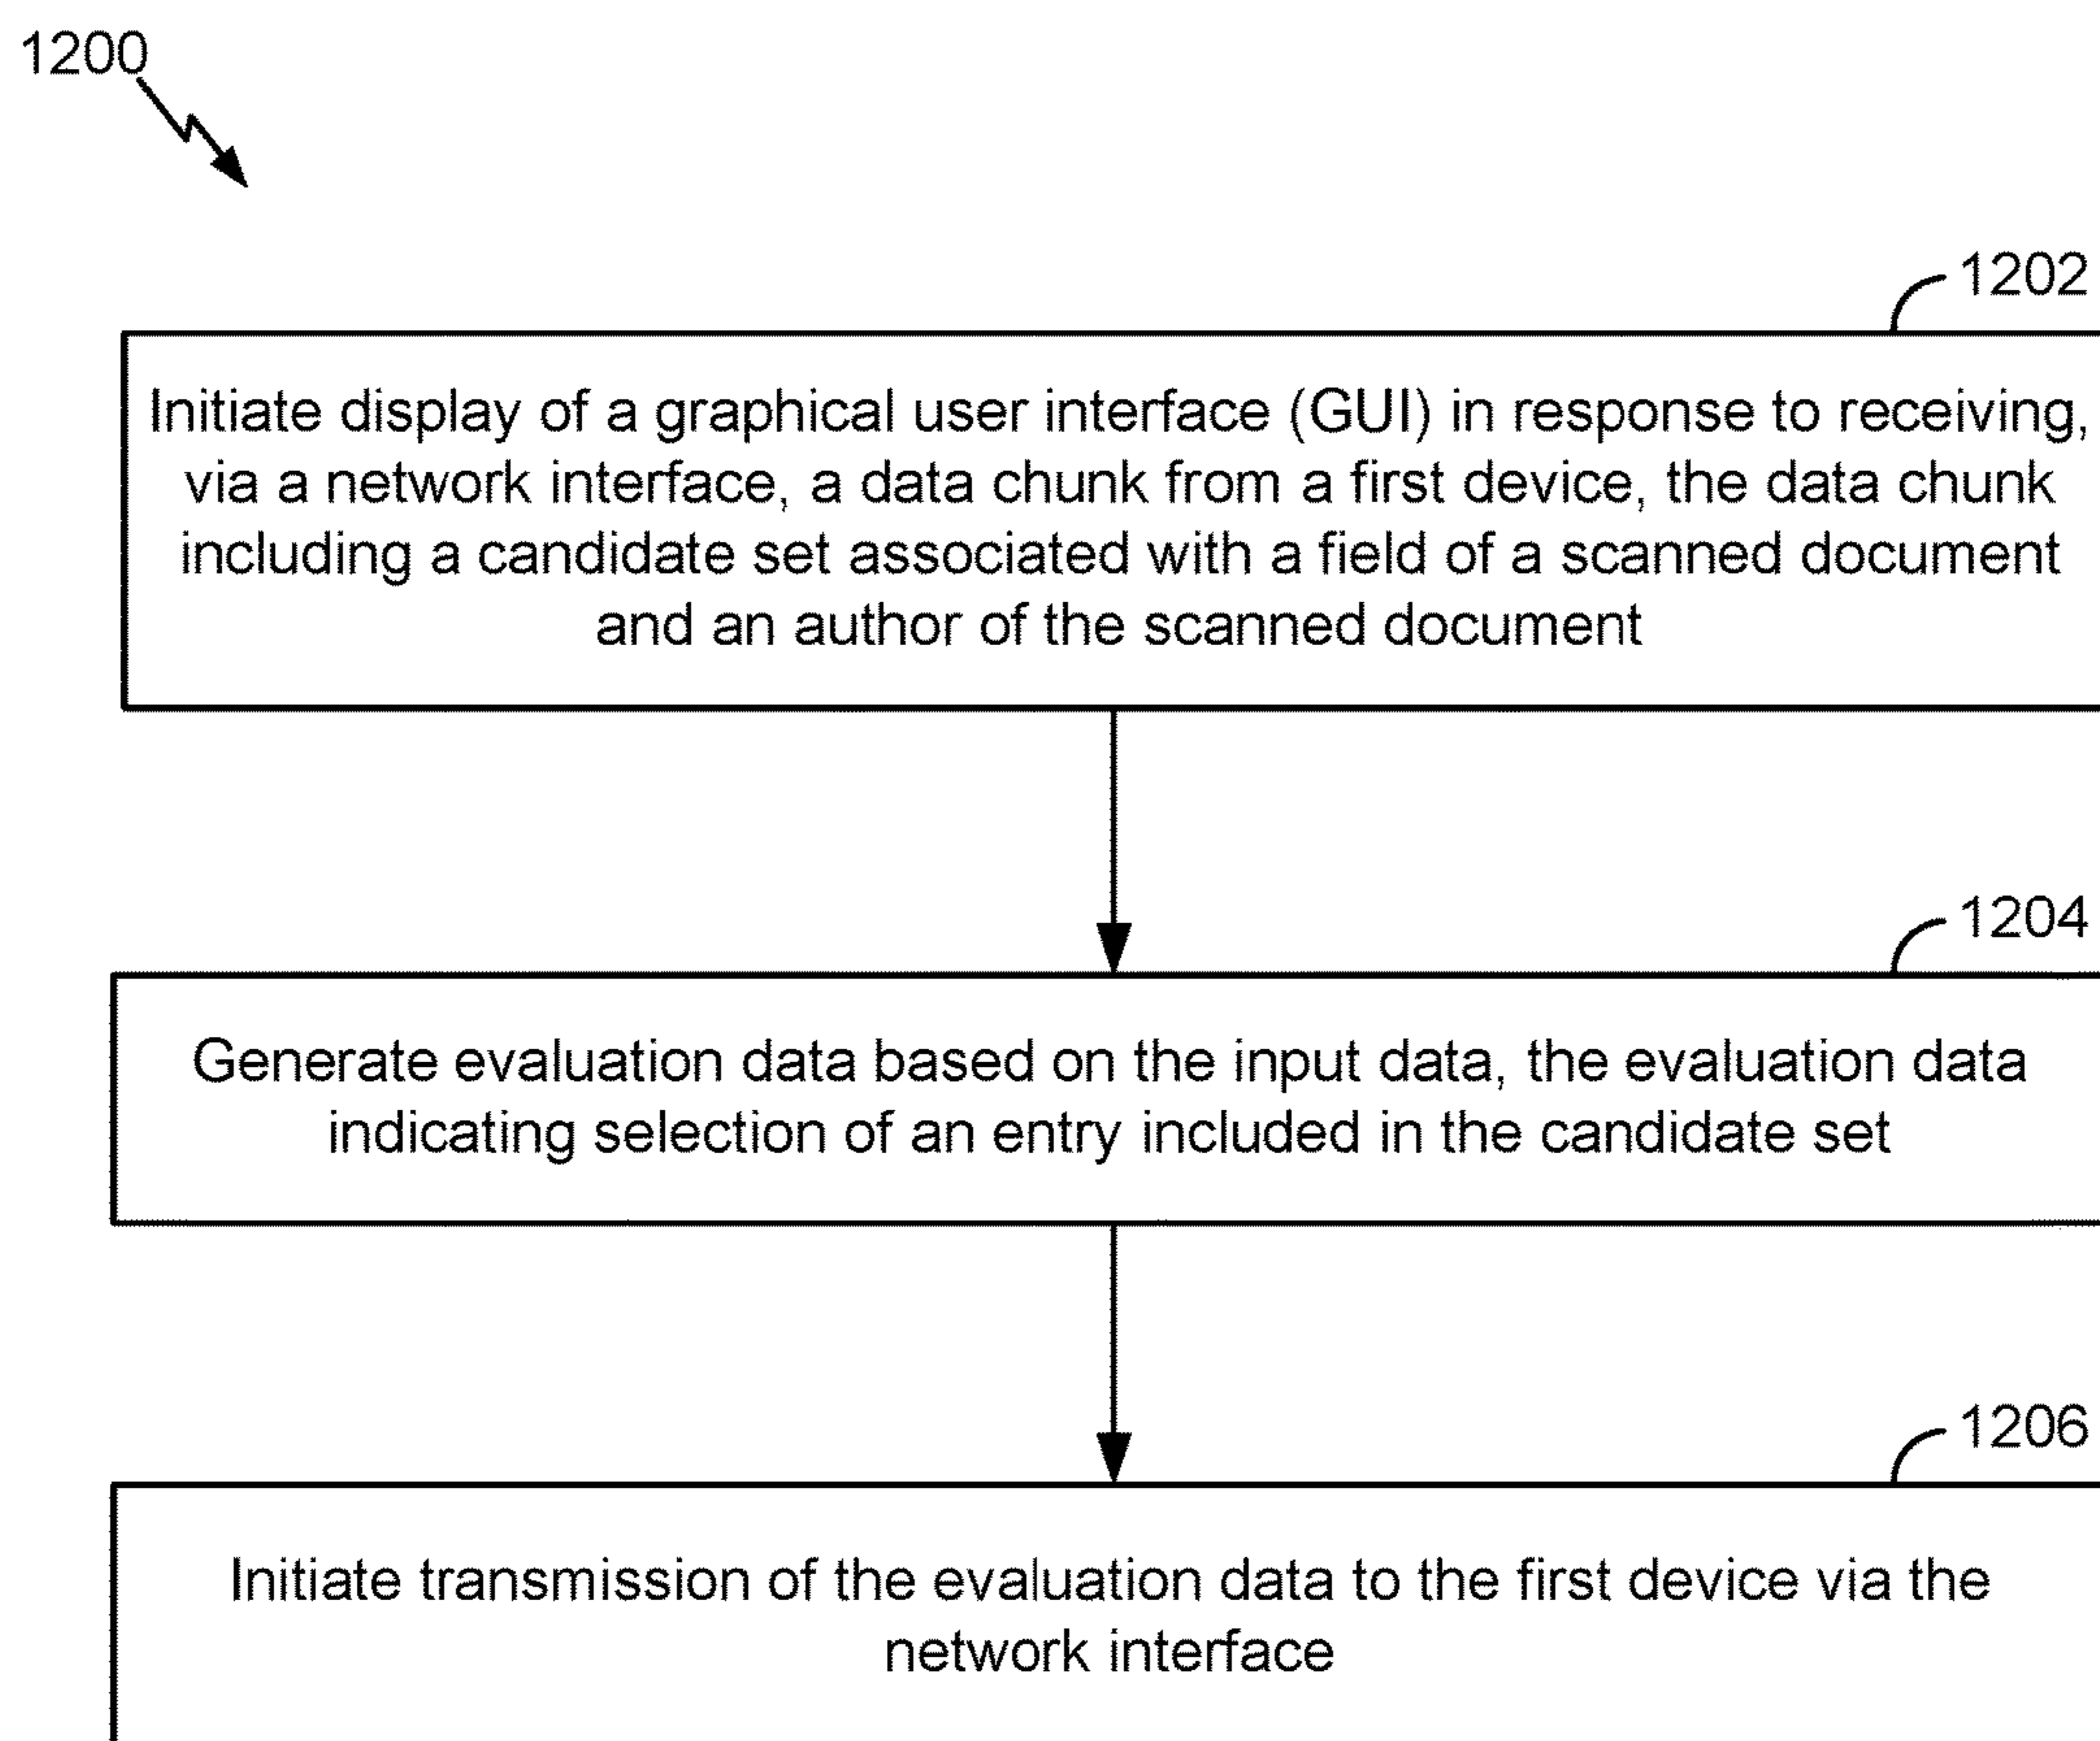 1200
1202
Initiate display of a graphical user interface (GUI) in response to receiving,
via a network interface, a data chunk from a first device, the data chunk
including a candidate set associated with a field of a scanned document
and an author of the scanned document
1204
Generate evaluation data based on the input data, the evaluation data
indicating selection of an entry included in the candidate set
1206
Initiate transmission of the evaluation data to the first device via the
network interface